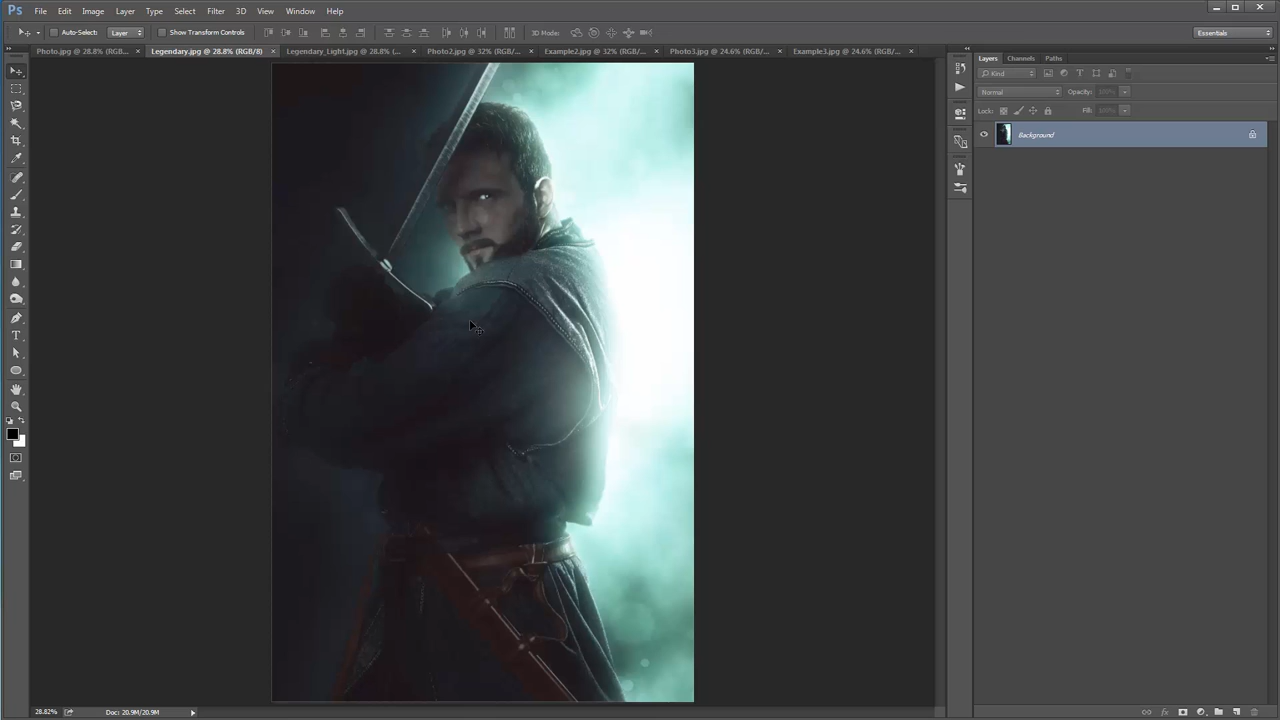 Ps File Edit Image Layer Type Select Filter 3D View Window Help
Auto-Select: Layer Show Transform Controls 3D Mode: Essentials
Photo.jpg @ 28.8% (RGB... × Legendary.jpg @ 28.8% (RGB/8) × Legendary_Light.jpg @ 28.8% (... × Photo2.jpg @ 32% (RGB/... × Example2.jpg @ 32% (RGB/... × Photo3.jpg @ 24.6% (RGB/... × Example3.jpg @ 24.6% (RGB/... ×
Layers Channels Paths
Kind
Normal Opacity: 100%
Lock: Fill: 100%
Background
28.82% Doc: 20.9M/20.9M